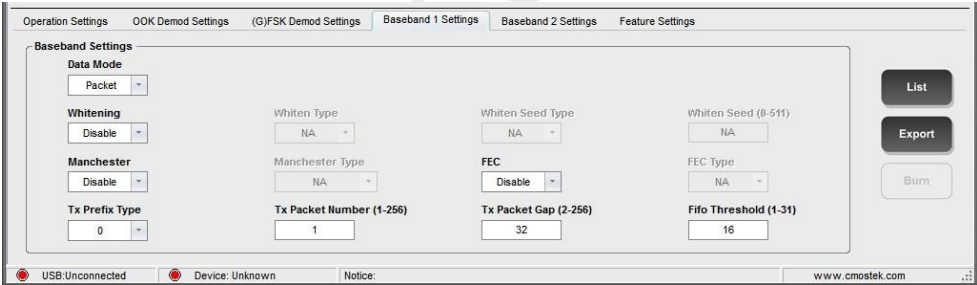 Operation Settings OOK Demod Settings (G)FSK Demod Settings Baseband 1 Settings Baseband 2 Settings Feature Settings
Baseband Settings
Data Mode
Packet
List
Whitening Whiten Type Whiten Seed Type Whiten Seed (0-511)
Disable NA NA NA
Export
Manchester Manchester Type FEC FEC Type
Disable NA Disable NA
Burn
Tx Prefix Type Tx Packet Number (1-256) Tx Packet Gap (2-256) Fifo Threshold (1-31)
0 1 32 16
USB:Unconnected Device: Unknown Notice: www.cmostek.com